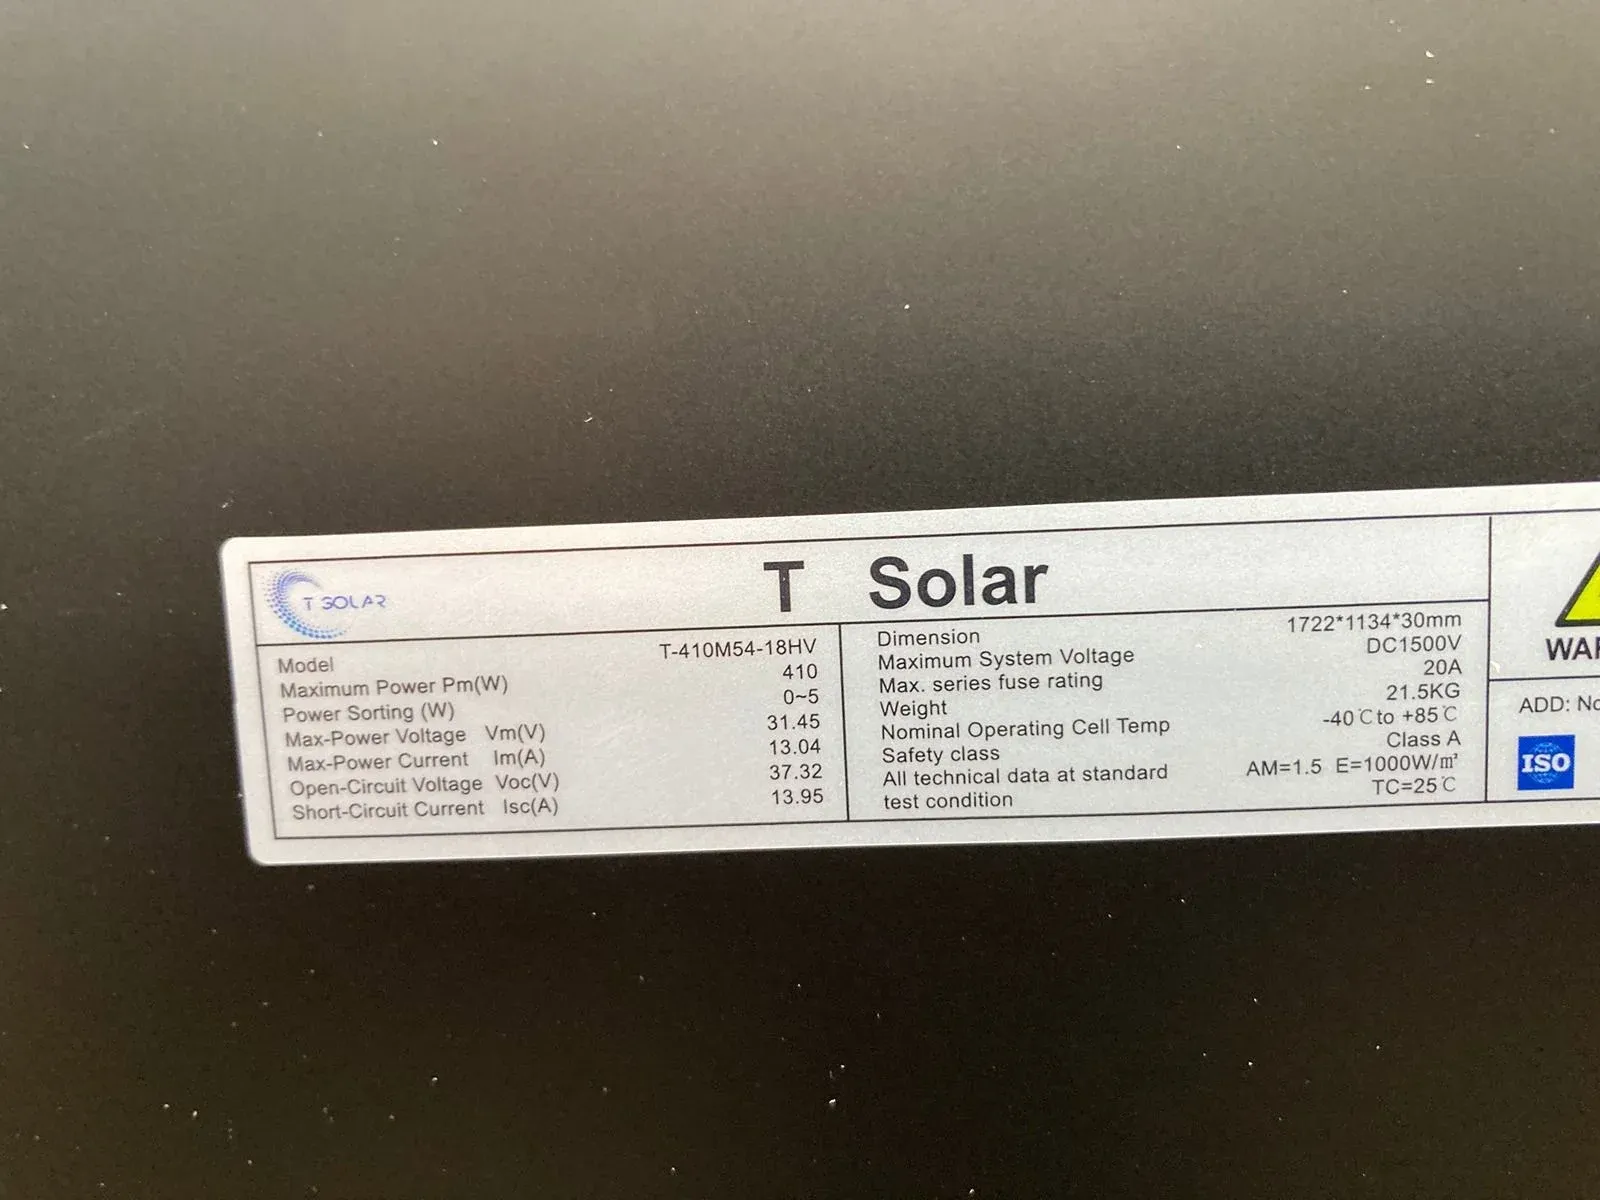 T SOLAR
T Solar
Model T-410M54-18HV
Maximum Power Pm(W) 410
Power Sorting (W) 0~5
Max-Power Voltage Vm(V) 31.45
Max-Power Current Im(A) 13.04
Open-Circuit Voltage Voc(V) 37.32
Short-Circuit Current Isc(A) 13.95
Dimension 1722*1134*30mm
Maximum System Voltage DC1500V
Max. series fuse rating 20A
Weight 21.5KG
Nominal Operating Cell Temp -40℃to +85℃
Safety class Class A
All technical data at standard AM=1.5 E=1000W/㎡
test condition TC=25℃
WAR
ADD: No
ISO